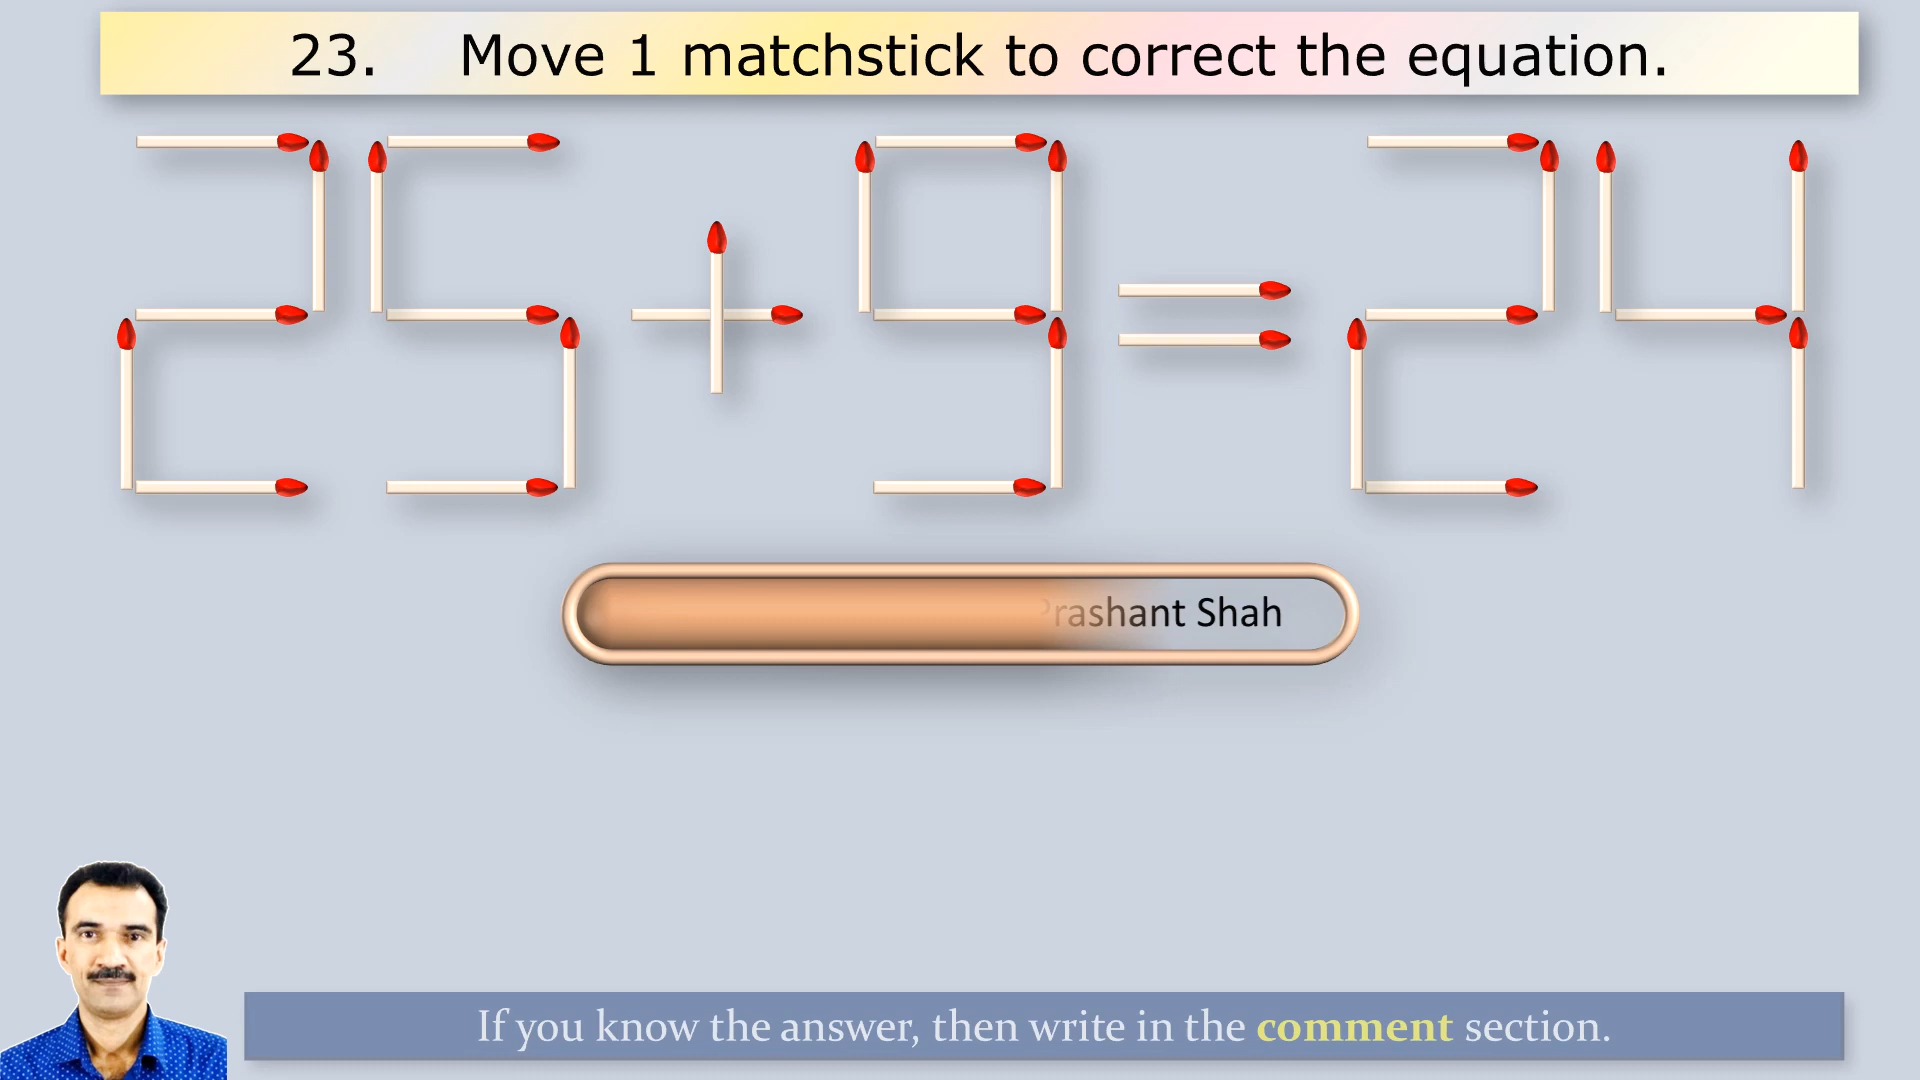 23. Move 1 matchstick to correct the equation.
25 + 9 = 24
Prashant Shah
If you know the answer, then write in the comment section.